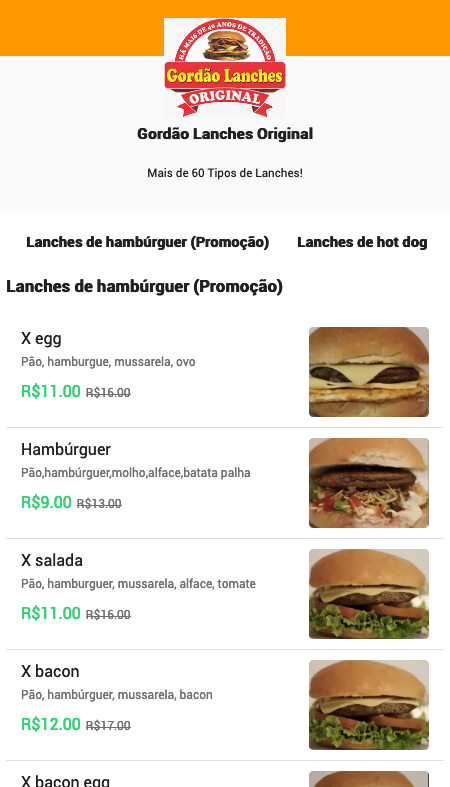 HÁ MAIS DE 40 ANOS DE TRADIÇÃO
Gordão Lanches
ORIGINAL
Gordão Lanches Original
Mais de 60 Tipos de Lanches!
Lanches de hambúrguer (Promoção) Lanches de hot dog
Lanches de hambúrguer (Promoção)
X egg
Pão, hamburgue, mussarela, ovo
R$11.00 R$16.00
Hambúrguer
Pão,hambúrguer,molho,alface,batata palha
R$9.00 R$13.00
X salada
Pão, hamburguer, mussarela, alface, tomate
R$11.00 R$16.00
X bacon
Pão, hambúrguer, mussarela, bacon
R$12.00 R$17.00
X bacon egg